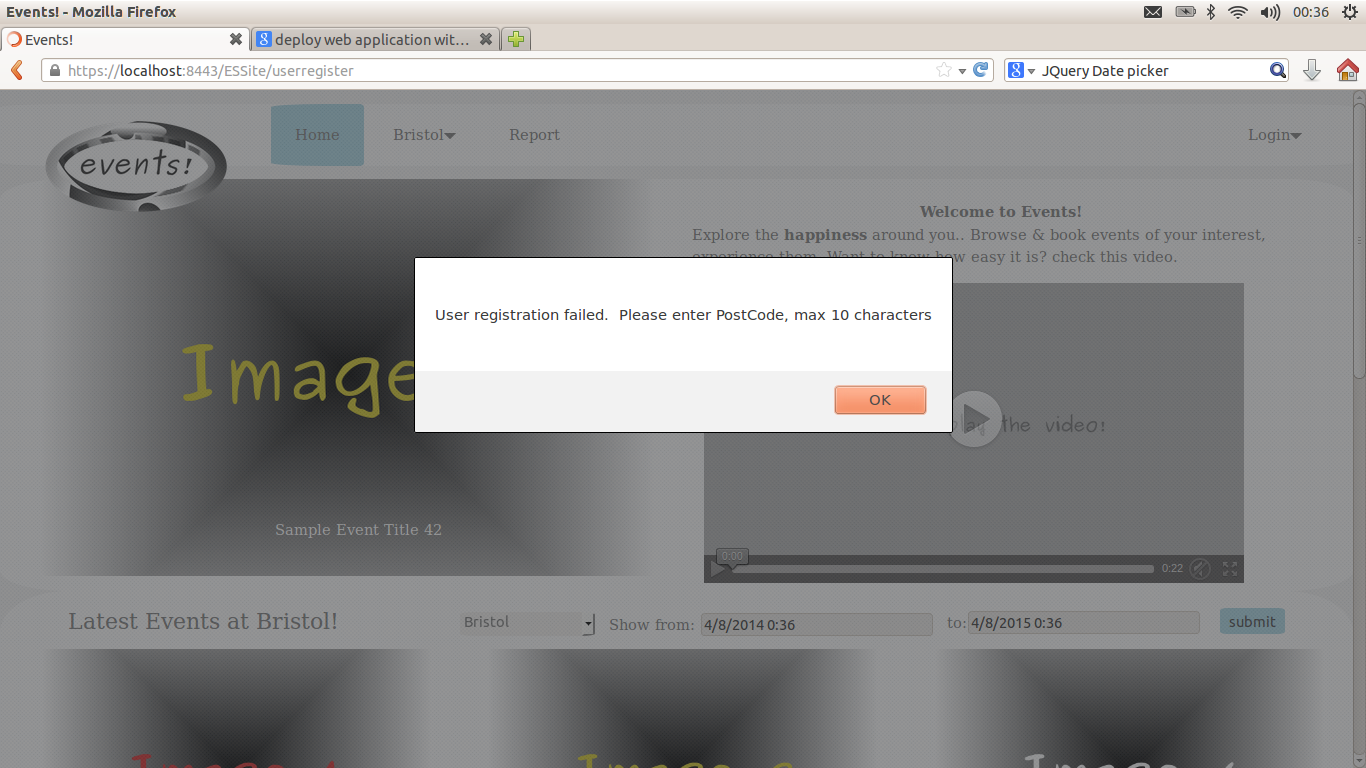 Events! - Mozilla Firefox
00:36
Events!
deploy web application wit...
https://localhost:8443/ESSite/userregister
JQuery Date picker
events!
Home
Bristol
Report
Login
Welcome to Events!
Explore the happiness around you.. Browse & book events of your interest,
experience them. Want to know how easy it is? check this video.
User registration failed. Please enter PostCode, max 10 characters
OK
Image
play the video!
Sample Event Title 42
0:00
0:22
Latest Events at Bristol!
Bristol
Show from:
4/8/2014 0:36
to:
4/8/2015 0:36
submit
Image
Image
Image